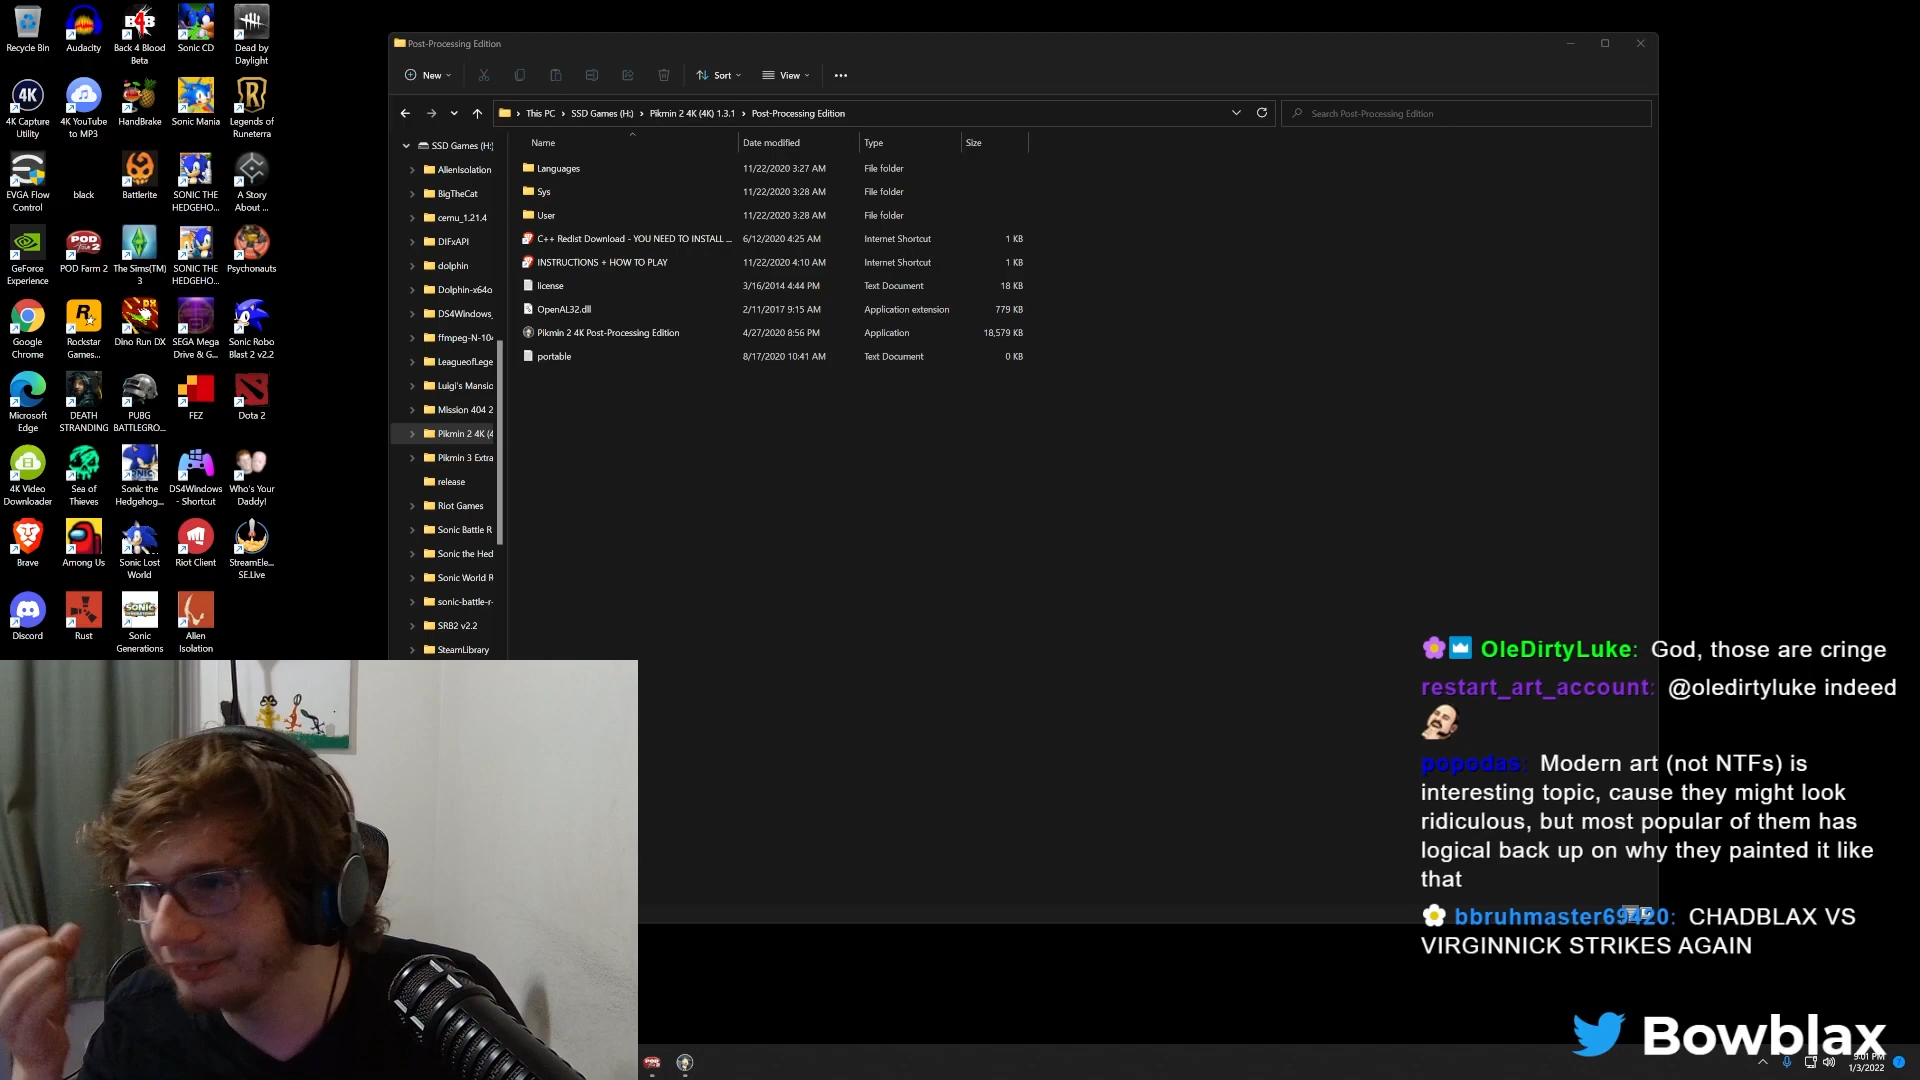 Recycle Bin
Audacity
Back 4 Blood
Beta
Sonic CD
Dead by
Daylight
4K Capture
Utility
4K YouTube
to MP3
HandBrake
Sonic Mania
Legends of
Runeterra
EVGA Flow
Control
black
Battlerite
SONIC THE
HEDGEHO...
A Story
About ...
GeForce
Experience
POD Farm 2
The Sims(TM)
3
SONIC THE
HEDGEHO...
Psychonauts
Google
Chrome
Rockstar
Games...
Dino Run DX
SEGA Mega
Drive & G...
Sonic Robo
Blast 2 v2.2
Microsoft
Edge
DEATH
STRANDING
PUBG
BATTLEGRO...
FEZ
Dota 2
4K Video
Downloader
Sea of
Thieves
Sonic the
Hedgehog...
DS4Windows
- Shortcut
Who's Your
Daddy!
Brave
Among Us
Sonic Lost
World
Riot Client
StreamEle...
SE.Live
Discord
Rust
Sonic
Generations
Alien
Isolation
Post-Processing Edition
New
Sort
View
This PC > SSD Games (H:) > Pikmin 2 4K (4K) 1.3.1 > Post-Processing Edition
Search Post-Processing Edition
SSD Games (H:)
AlienIsolation
BigTheCat
cemu_1.21.4
DIFxAPI
dolphin
Dolphin-x64o
DS4Windows_
ffmpeg-N-104
LeagueofLege
Luigi's Mansio
Mission 404 2
Pikmin 2 4K (4
Pikmin 3 Extra
release
Riot Games
Sonic Battle R
Sonic the Hed
Sonic World R
sonic-battle-r-
SRB2 v2.2
SteamLibrary
Name Date modified Type Size
Languages 11/22/2020 3:27 AM File folder
Sys 11/22/2020 3:28 AM File folder
User 11/22/2020 3:28 AM File folder
C++ Redist Download - YOU NEED TO INSTALL ... 6/12/2020 4:25 AM Internet Shortcut 1 KB
INSTRUCTIONS + HOW TO PLAY 11/22/2020 4:10 AM Internet Shortcut 1 KB
license 3/16/2014 4:44 PM Text Document 18 KB
OpenAL32.dll 2/11/2017 9:15 AM Application extension 779 KB
Pikmin 2 4K Post-Processing Edition 4/27/2020 8:56 PM Application 18,579 KB
portable 8/17/2020 10:41 AM Text Document 0 KB
OleDirtyLuke: God, those are cringe
restart_art_account: @oledirtyluke indeed
popodas: Modern art (not NTFs) is
interesting topic, cause they might look
ridiculous, but most popular of them has
logical back up on why they painted it like
that
bbruhmaster69420: CHADBLAX VS
VIRGINNICK STRIKES AGAIN
Bowblax
9:01 PM
1/3/2022